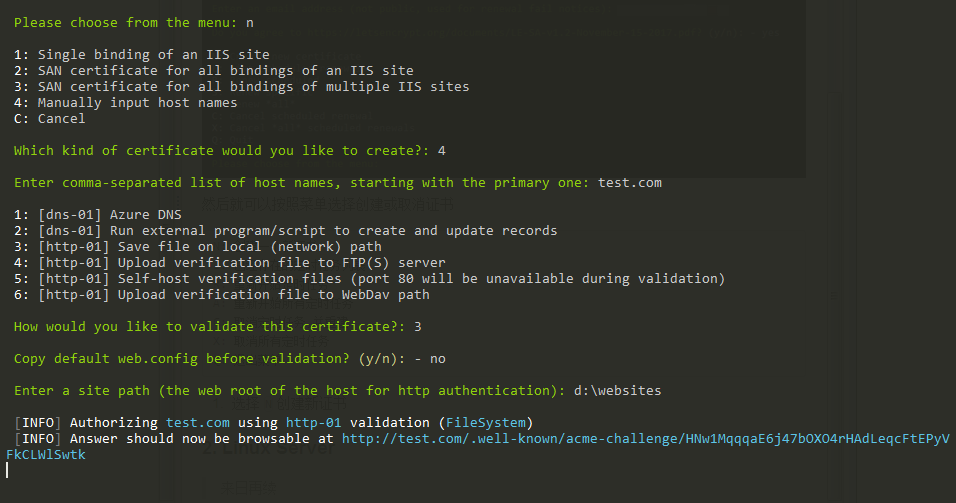 Please choose from the menu: n
1: Single binding of an IIS site
2: SAN certificate for all bindings of an IIS site
3: SAN certificate for all bindings of multiple IIS sites
4: Manually input host names
C: Cancel
Which kind of certificate would you like to create?: 4
Enter comma-separated list of host names, starting with the primary one: test.com
1: [dns-01] Azure DNS
2: [dns-01] Run external program/script to create and update records
3: [http-01] Save file on local (network) path
4: [http-01] Upload verification file to FTP(S) server
5: [http-01] Self-host verification files (port 80 will be unavailable during validation)
6: [http-01] Upload verification file to WebDav path
How would you like to validate this certificate?: 3
Copy default web.config before validation? (y/n): - no
Enter a site path (the web root of the host for http authentication): d:\websites
[INFO] Authorizing test.com using http-01 validation (FileSystem)
[INFO] Answer should now be browsable at http://test.com/.well-known/acme-challenge/HNw1MqqqaE6j47bOXO4rHAdLeqcFtEPyV
FkCLWlSwtk
2. Linux Server